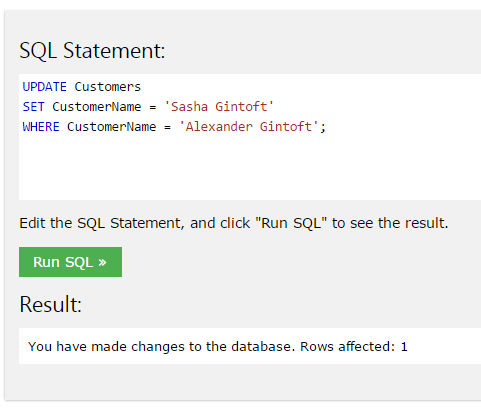 SQL Statement:
UPDATE Customers
SET CustomerName = 'Sasha Gintoft'
WHERE CustomerName = 'Alexander Gintoft';
Edit the SQL Statement, and click "Run SQL" to see the result.
Run SQL »
Result:
You have made changes to the database. Rows affected: 1